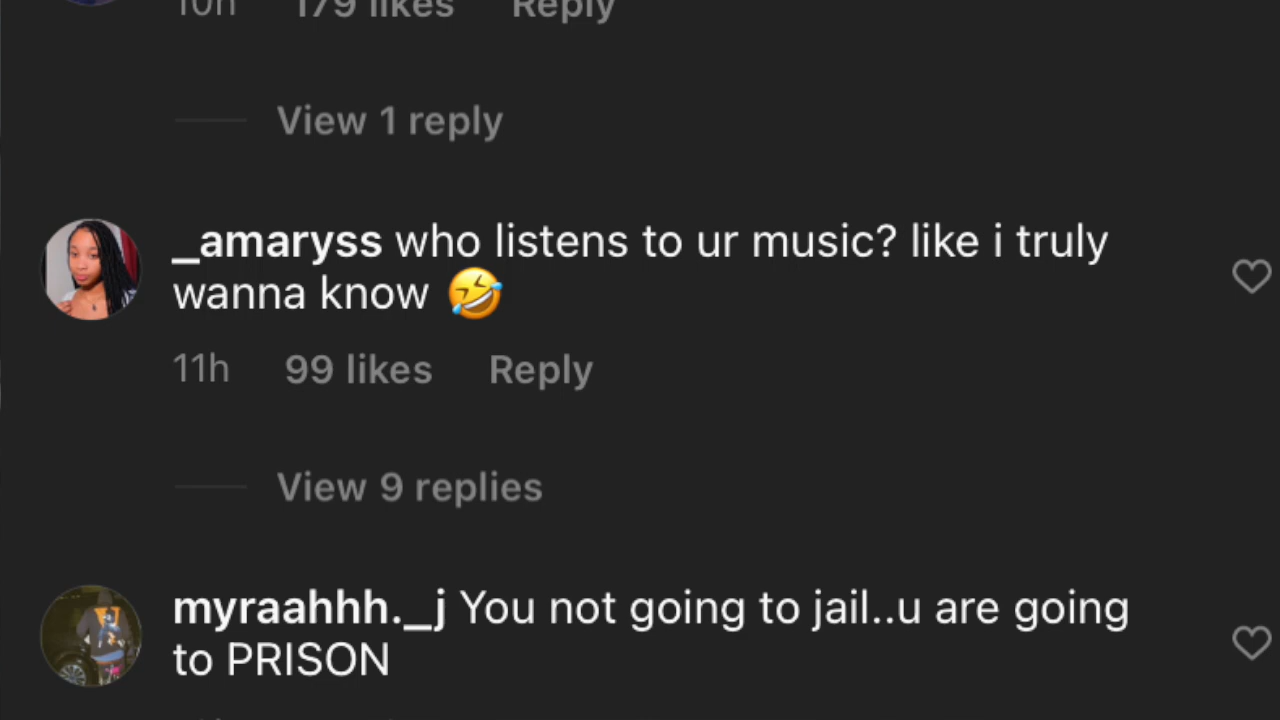 10h 179 likes Reply
View 1 reply
_amaryss who listens to ur music? like i truly
wanna know 🤣
11h 99 likes Reply
View 9 replies
myraahhh._j You not going to jail..u are going
to PRISON